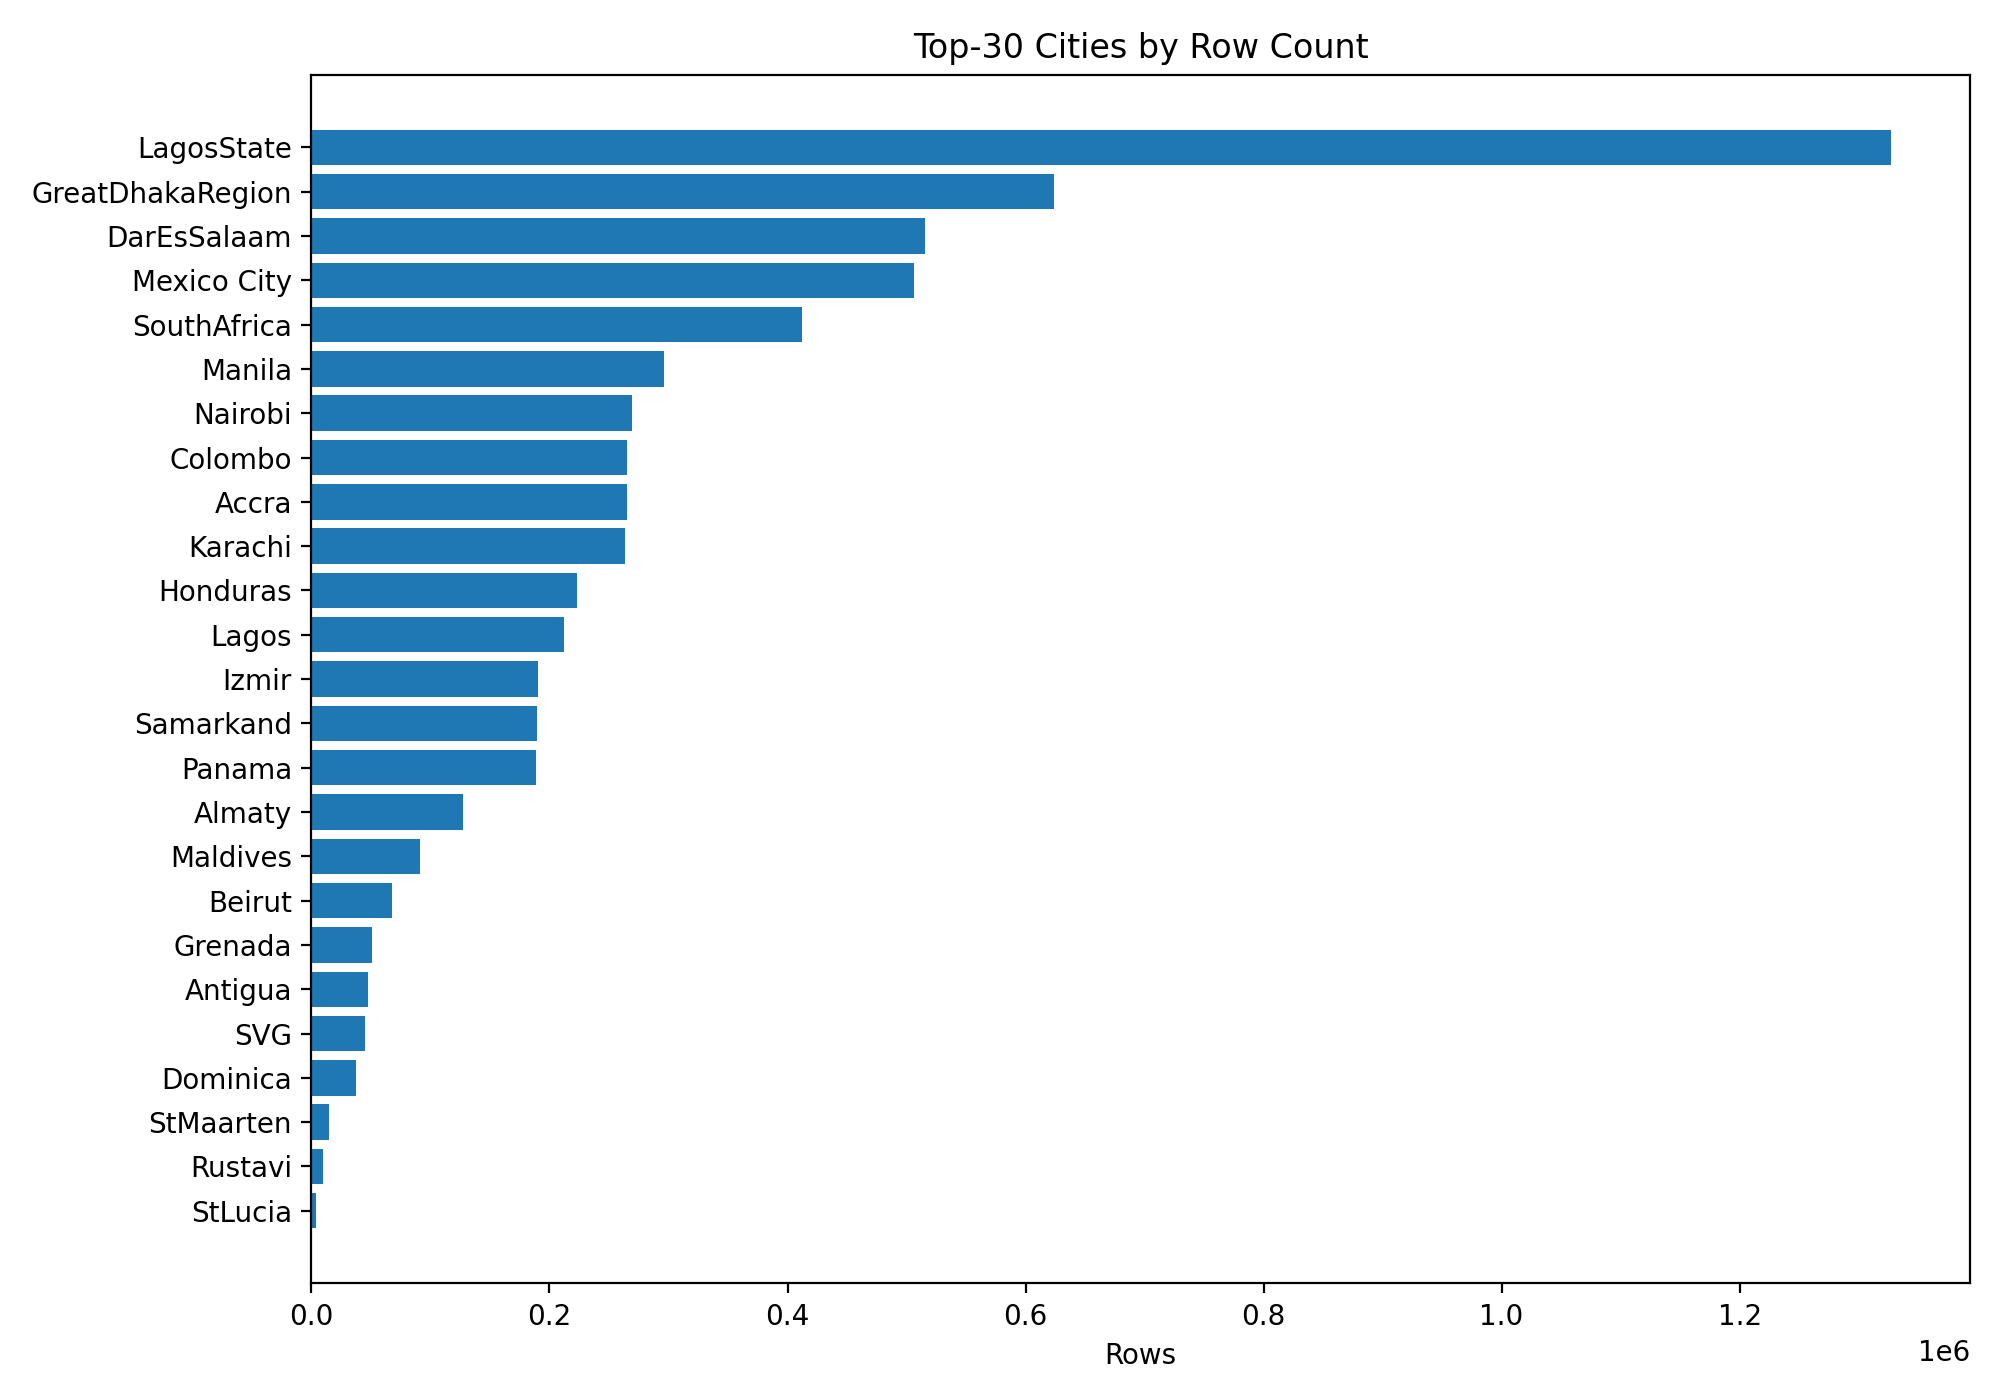 Top-30 Cities by Row Count
LagosState
GreatDhakaRegion
DarEsSalaam
Mexico City
SouthAfrica
Manila
Nairobi
Colombo
Accra
Karachi
Honduras
Lagos
Izmir
Samarkand
Panama
Almaty
Maldives
Beirut
Grenada
Antigua
SVG
Dominica
StMaarten
Rustavi
StLucia
0.0 0.2 0.4 0.6 0.8 1.0 1.2
1e6
Rows